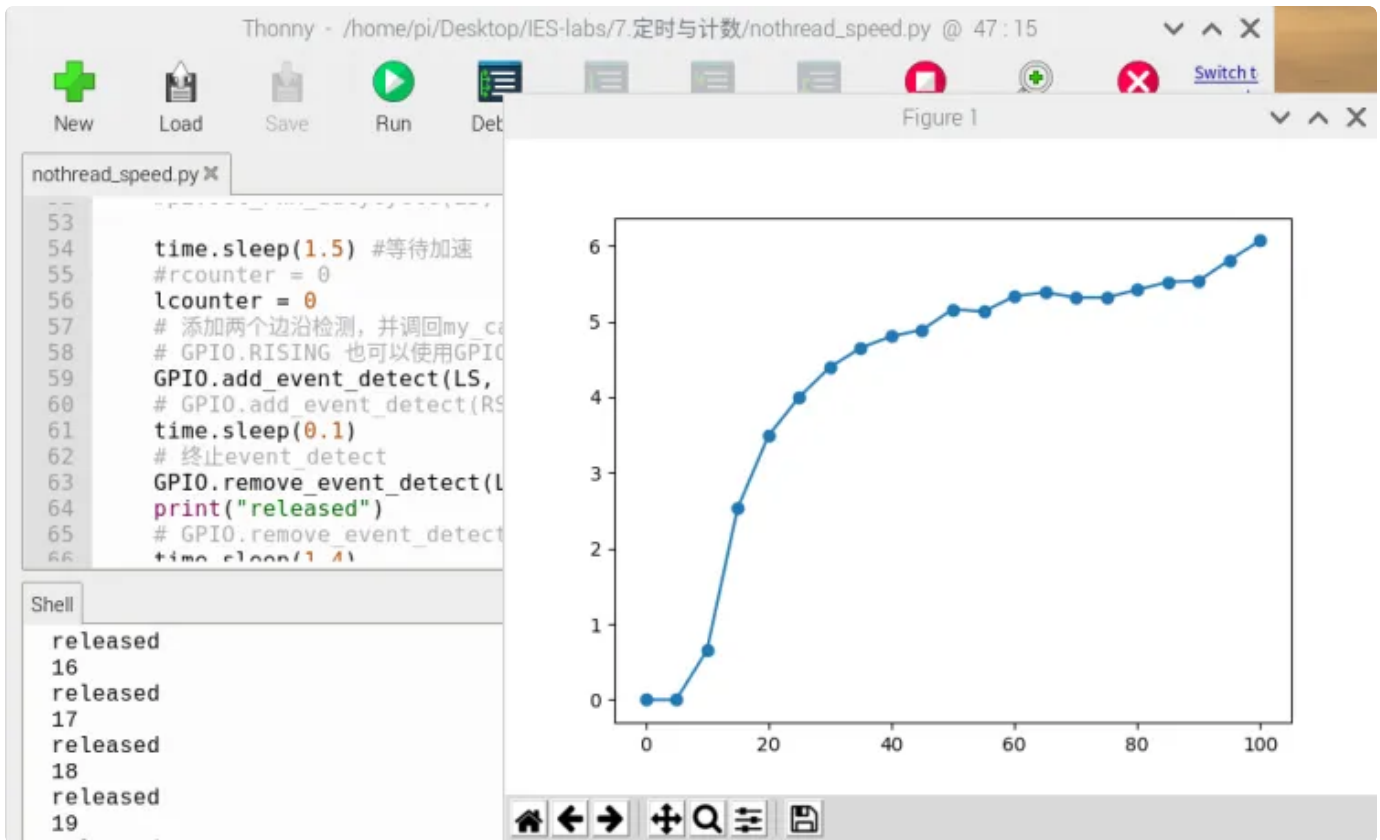 Thonny - /home/pi/Desktop/IES-labs/7.定时与计数/nothread_speed.py @ 47:15
New
Load
Save
Run
Switch t
Figure 1
nothread_speed.py
53
54 time.sleep(1.5) #等待加速
55 #rcounter = 0
56 lcounter = 0
57 # 添加两个边沿检测，并调回my_ca
58 # GPIO.RISING 也可以使用GPIO
59 GPIO.add_event_detect(LS,
60 # GPIO.add_event_detect(RS
61 time.sleep(0.1)
62 # 终止event_detect
63 GPIO.remove_event_detect(L
64 print("released")
65 # GPIO.remove_event_detect
66 time.sleep(1.4)
Shell
released
16
released
17
released
18
released
19
6
5
4
3
2
1
0
0 20 40 60 80 100